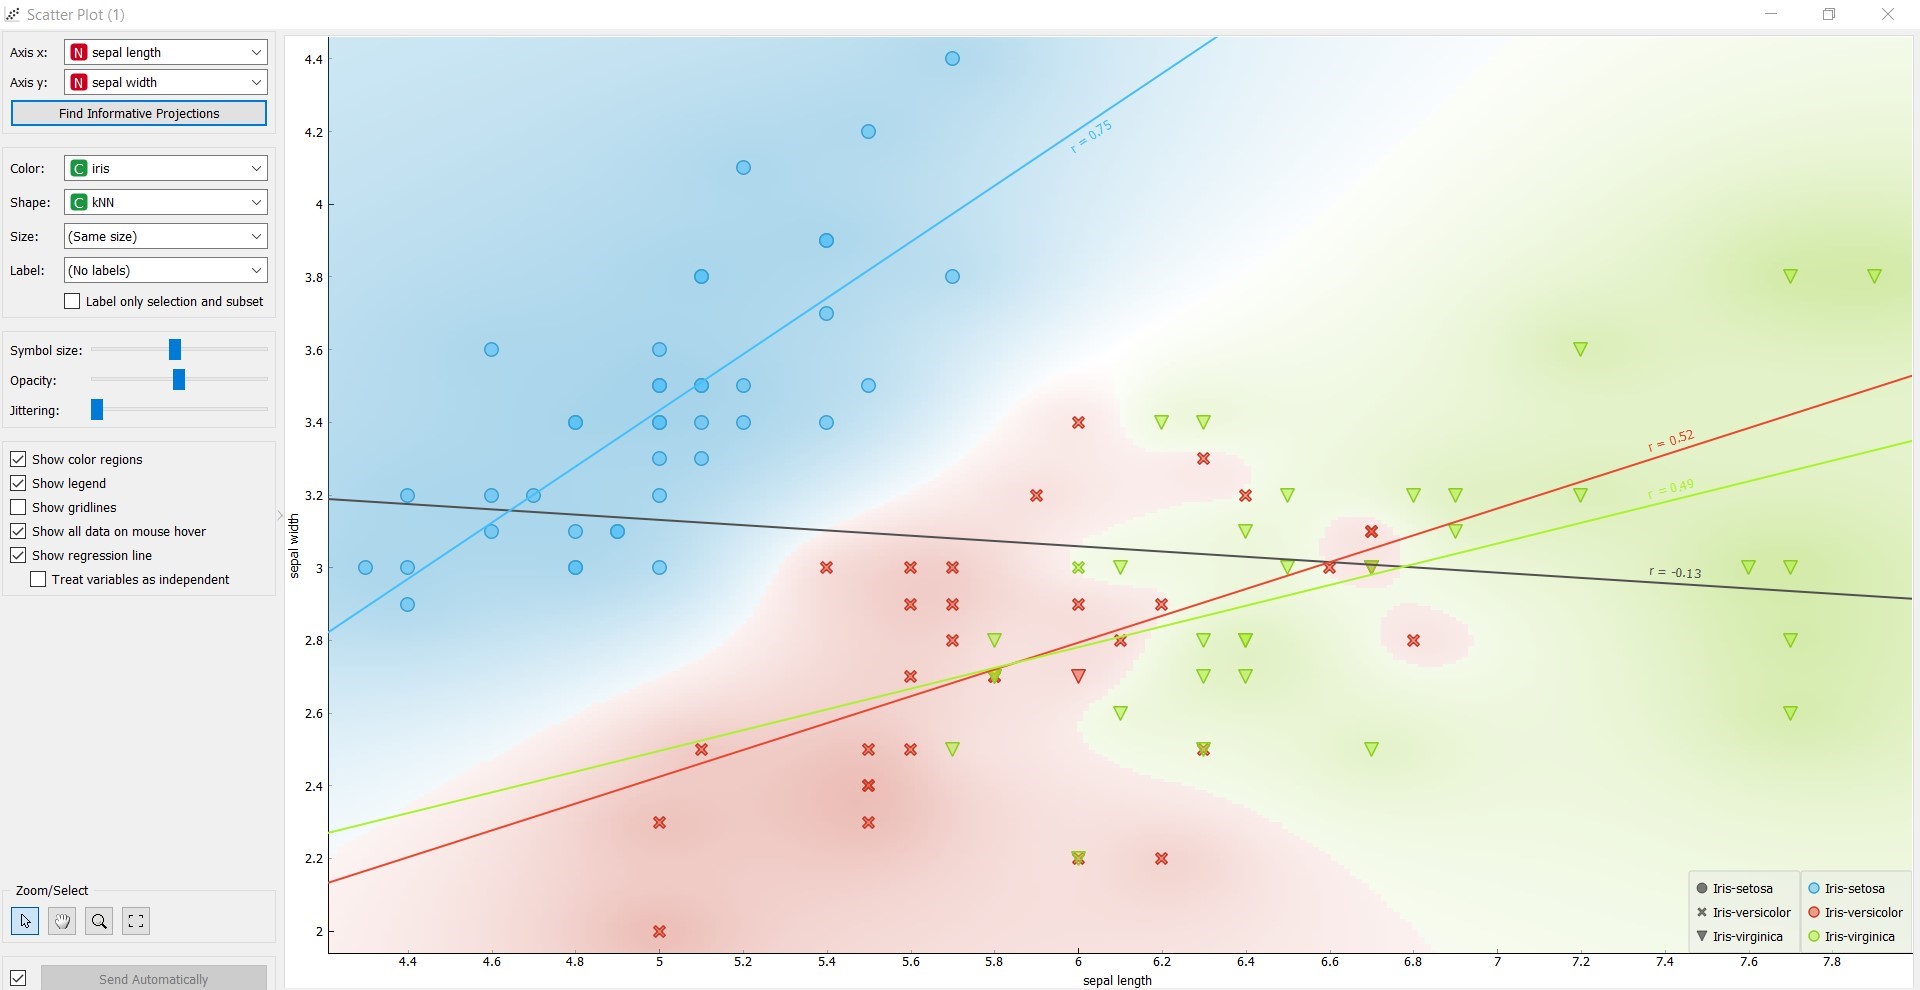 Scatter Plot (1)
Axis x: N sepal length
Axis y: N sepal width
Find Informative Projections
Color: C iris
Shape: C kNN
Size: (Same size)
Label: (No labels)
Label only selection and subset
Symbol size:
Opacity:
Jittering:
Show color regions
Show legend
Show gridlines
Show all data on mouse hover
Show regression line
Treat variables as independent
Zoom/Select
Send Automatically
sepal width
4.4
4.2
4
3.8
3.6
3.4
3.2
3
2.8
2.6
2.4
2.2
2
r = 0.75
r = 0.52
r = 0.49
r = -0.13
Iris-setosa Iris-setosa
Iris-versicolor Iris-versicolor
Iris-virginica Iris-virginica
4.4 4.6 4.8 5 5.2 5.4 5.6 5.8 6 6.2 6.4 6.6 6.8 7 7.2 7.4 7.6 7.8
sepal length